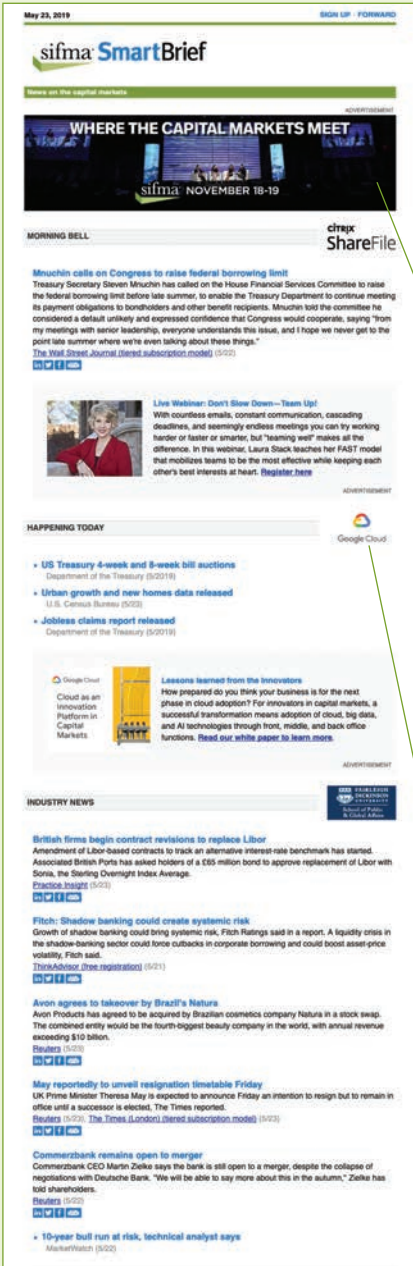 May 23, 2019
SIGN UP · FORWARD
sifma SmartBrief
News on the capital markets
ADVERTISEMENT
WHERE THE CAPITAL MARKETS MEET
sifma NOVEMBER 18-19
MORNING BELL
citrix
ShareFile
Mnuchin calls on Congress to raise federal borrowing limit
Treasury Secretary Steven Mnuchin has called on the House Financial Services Committee to raise
the federal borrowing limit before late summer, to enable the Treasury Department to continue meeting
its payment obligations to bondholders and other benefit recipients. Mnuchin told the committee he
considered a default unlikely and expressed confidence that Congress would cooperate, saying "from
my meetings with senior leadership, everyone understands this issue, and I hope we never get to the
point late summer where we're even talking about these things."
The Wall Street Journal (tiered subscription model) (5/22)
Live Webinar: Don't Slow Down—Team Up!
With countless emails, constant communication, cascading
deadlines, and seemingly endless meetings you can try working
harder or faster or smarter, but "teaming well" makes all the
difference. In this webinar, Laura Stack teaches her FAST model
that mobilizes teams to be the most effective while keeping each
other's best interests at heart. Register here
ADVERTISEMENT
HAPPENING TODAY
Google Cloud
US Treasury 4-week and 8-week bill auctions
Department of the Treasury (5/2019)
Urban growth and new homes data released
U.S. Census Bureau (5/23)
Jobless claims report released
Department of the Treasury (5/2019)
Google Cloud
Cloud as an
Innovation
Platform in
Capital
Markets
Lessons learned from the innovators
How prepared do you think your business is for the next
phase in cloud adoption? For innovators in capital markets, a
successful transformation means adoption of cloud, big data,
and AI technologies through front, middle, and back office
functions. Read our white paper to learn more.
ADVERTISEMENT
INDUSTRY NEWS
FAIRLEIGH
DICKINSON
UNIVERSITY
School of Public
& Global Affairs
British firms begin contract revisions to replace Libor
Amendment of Libor-based contracts to track an alternative interest-rate benchmark has started.
Associated British Ports has asked holders of a £65 million bond to approve replacement of Libor with
Sonia, the Sterling Overnight Index Average.
Practice Insight (5/23)
Fitch: Shadow banking could create systemic risk
Growth of shadow banking could bring systemic risk, Fitch Ratings said in a report. A liquidity crisis in
the shadow-banking sector could force cutbacks in corporate borrowing and could boost asset-price
volatility, Fitch said.
ThinkAdvisor (free registration) (5/21)
Avon agrees to takeover by Brazil's Natura
Avon Products has agreed to be acquired by Brazilian cosmetics company Natura in a stock swap.
The combined entity would be the fourth-biggest beauty company in the world, with annual revenue
exceeding $10 billion.
Reuters (5/23)
May reportedly to unveil resignation timetable Friday
UK Prime Minister Theresa May is expected to announce Friday an intention to resign but to remain in
office until a successor is elected, The Times reported.
Reuters (5/23), The Times (London) (tiered subscription model) (5/23)
Commerzbank remains open to merger
Commerzbank CEO Martin Zielke says the bank is still open to a merger, despite the collapse of
negotiations with Deutsche Bank. "We will be able to say more about this in the autumn," Zielke has
told shareholders.
Reuters (5/22)
10-year bull run at risk, technical analyst says
MarketWatch (5/22)